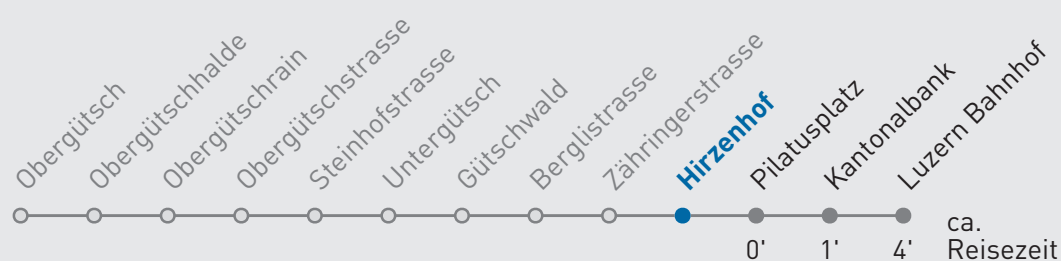 Obergütsch
Obergütschhalde
Obergütschrain
Obergütschstrasse
Steinhofstrasse
Untergütsch
Gütschwald
Berglistrasse
Zähringerstrasse
Hirzenhof
Pilatusplatz
Kantonalbank
Luzern Bahnhof
ca.
0' 1' 4' Reisezeit